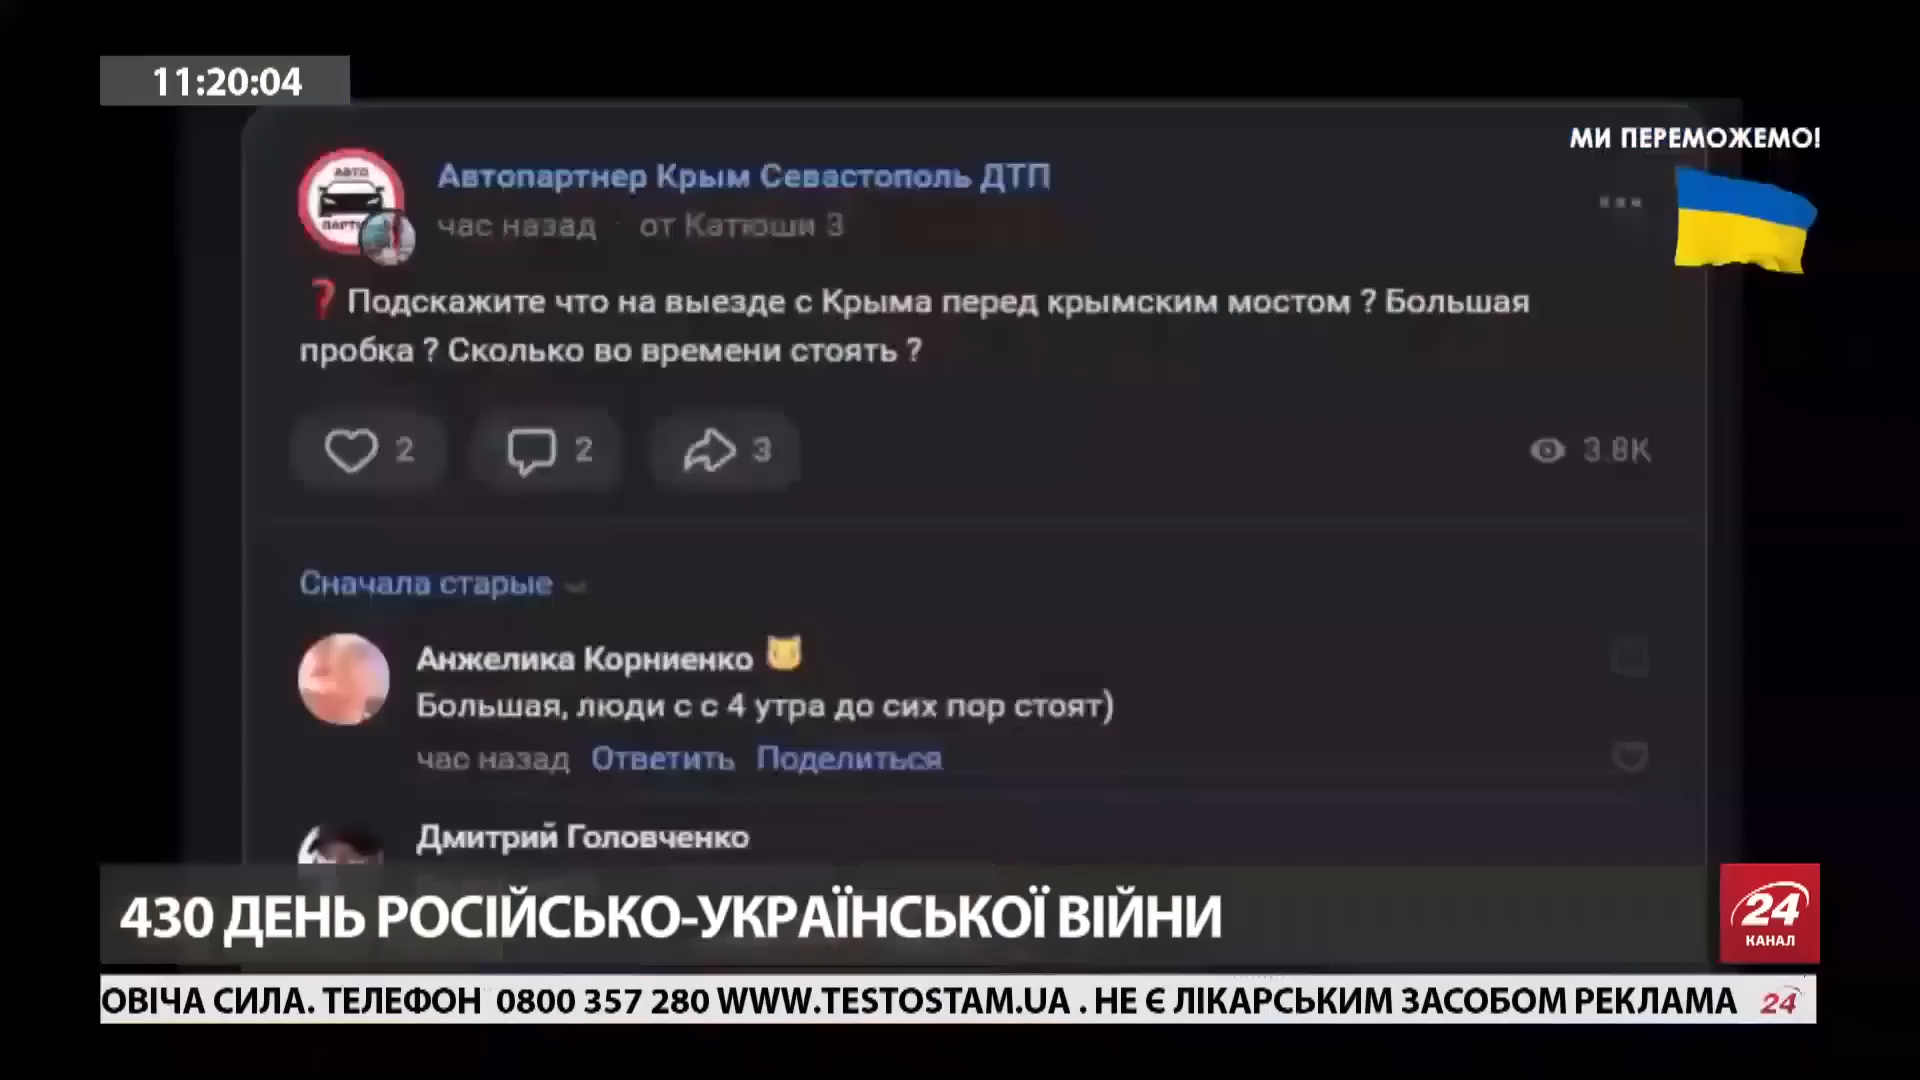 11:20:04
МИ ПЕРЕМОЖЕМО!
АВТО
Автопартнер Крым Севастополь ДТП
час назад · от Катюши З
❓Подскажите что на выезде с Крыма перед крымским мостом ? Большая
пробка ? Сколько во времени стоять ?
2 2 3 3.8K
Сначала старые
Анжелика Корниенко 🐱
Большая, люди с с 4 утра до сих пор стоят)
час назад Ответить Поделиться
Дмитрий Головченко
430 ДЕНЬ РОСІЙСЬКО-УКРАЇНСЬКОЇ ВІЙНИ
24
КАНАЛ
ОВІЧА СИЛА. ТЕЛЕФОН 0800 357 280 WWW.TESTOSTAM.UA . НЕ Є ЛІКАРСЬКИМ ЗАСОБОМ РЕКЛАМА 24